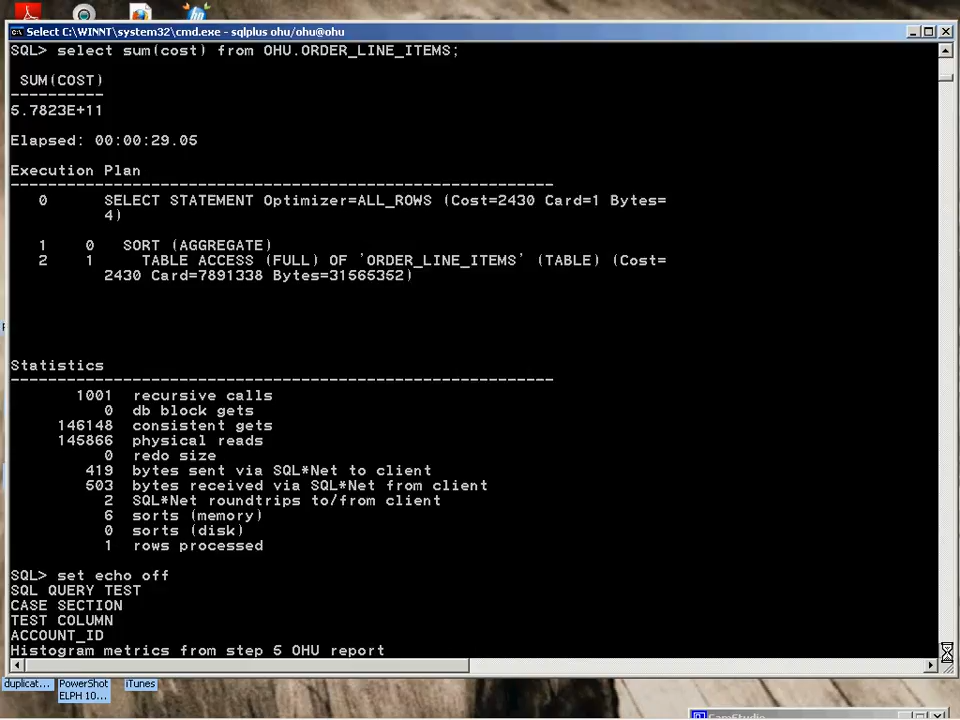 Select C:\WINNT\system32\cmd.exe - sqlplus ohu/ohu@ohu
SQL> select sum(cost) from OHU.ORDER_LINE_ITEMS;
SUM(COST)
----------
5.7823E+11
Elapsed: 00:00:29.05
Execution Plan
----------------------------------------------------------
0 SELECT STATEMENT Optimizer=ALL_ROWS (Cost=2430 Card=1 Bytes=
4)
1 0 SORT (AGGREGATE)
2 1 TABLE ACCESS (FULL) OF 'ORDER_LINE_ITEMS' (TABLE) (Cost=
2430 Card=7891338 Bytes=31565352)
Statistics
----------------------------------------------------------
1001 recursive calls
0 db block gets
146148 consistent gets
145866 physical reads
0 redo size
419 bytes sent via SQL*Net to client
503 bytes received via SQL*Net from client
2 SQL*Net roundtrips to/from client
6 sorts (memory)
0 sorts (disk)
1 rows processed
SQL> set echo off
SQL QUERY TEST
CASE SECTION
TEST COLUMN
ACCOUNT_ID
Histogram metrics from step 5 OHU report
duplicat... PowerShot iTunes
ELPH 10...
CamStudio